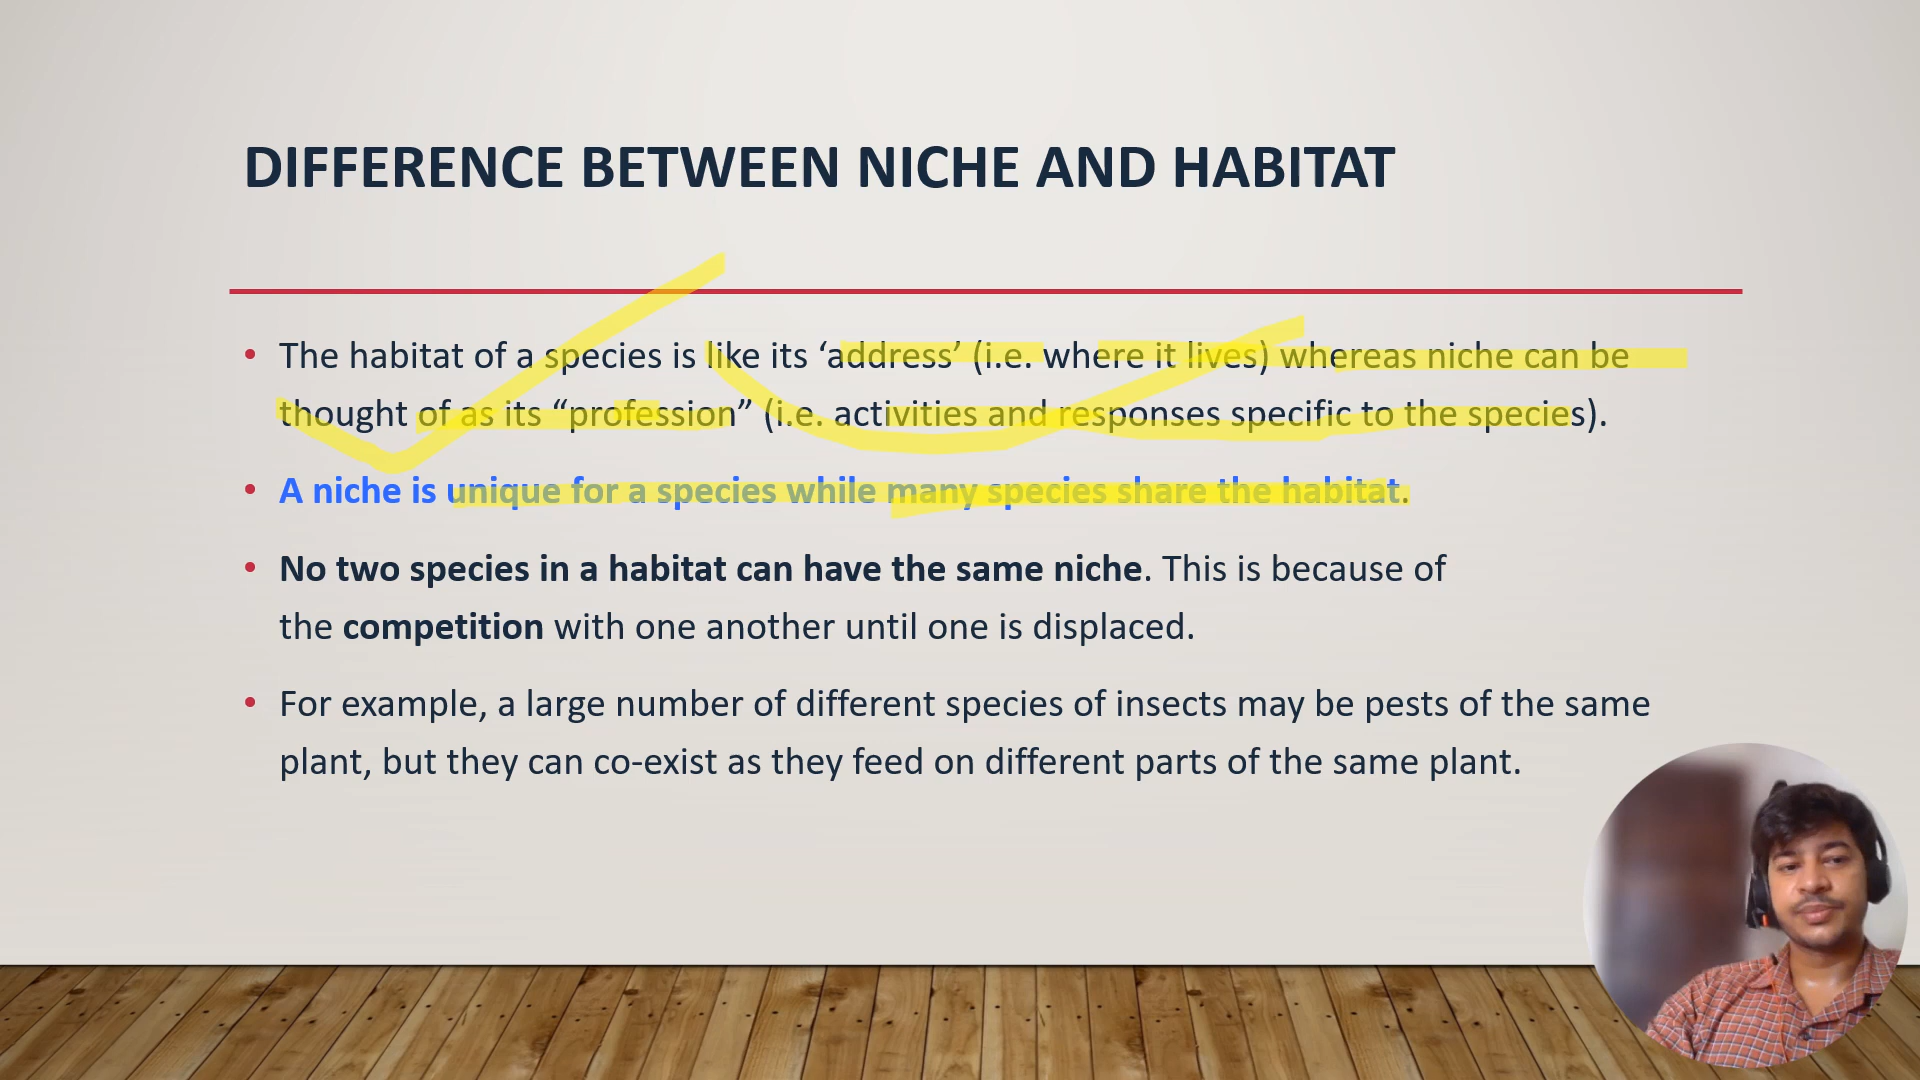 DIFFERENCE BETWEEN NICHE AND HABITAT
• The habitat of a species is like its ‘address’ (i.e. where it lives) whereas niche can be
thought of as its “profession” (i.e. activities and responses specific to the species).
• A niche is unique for a species while many species share the habitat.
• No two species in a habitat can have the same niche. This is because of
the competition with one another until one is displaced.
• For example, a large number of different species of insects may be pests of the same
plant, but they can co-exist as they feed on different parts of the same plant.